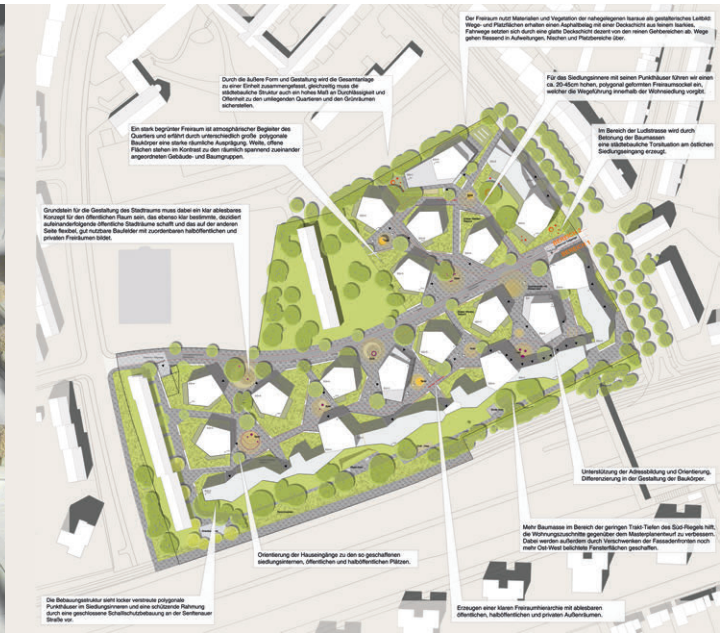 Der Freiraum nutzt Materialien und Vegetation der nahegelegenen Isaraue als gestalterisches Leitbild:
Wege- und Platzflächen erhalten einen Asphaltbelag mit einer Deckschicht aus feinem Isarkies,
Fahrwege setzten sich durch eine glatte Deckschicht dezent von den reinen Gehbereichen ab. Wege
gehen fliessend in Aufweitungen, Nischen und Platzbereiche über.
Durch die äußere Form und Gestaltung wird die Gesamtanlage
zu einer Einheit zusammengefasst, gleichzeitig muss die
städtebauliche Struktur auch ein hohes Maß an Durchlässigkeit und
Offenheit zu den umliegenden Quartieren und den Grünräumen
sicherstellen.
Für das Siedlungsinnere mit seinen Punkthäuser führen wir einen
ca. 20-45cm hohen, polygonal geformten Freiraumsockel ein,
welcher die Wegeführung innerhalb der Wohnsiedlung vorgibt.
Ein stark begrünter Freiraum ist atmosphärischer Begleiter des
Quartiers und erfährt durch unterschiedlich große polygonale
Baukörper eine starke räumliche Ausprägung. Weite, offene
Flächen stehen im Kontrast zu den räumlich spannend zueinander
angeordneten Gebäude- und Baumgruppen.
Im Bereich der Ludlstrasse wird durch
Betonung der Baumassen
eine städtebauliche Torsituation am östlichen
Siedlungseingang erzeugt.
Grundstein für die Gestaltung des Stadtraums muss dabei ein klar ablesbares
Konzept für den öffentlichen Raum sein, das ebenso klar bestimmte, dezidiert
aufeinanderfolgende öffentliche Stadträume schafft und das auf der anderen
Seite flexibel, gut nutzbare Baufelder mit zuordenbaren halböffentlichen und
privaten Freiräumen bildet.
Unterstützung der Adressbildung und Orientierung,
Differenzierung in der Gestaltung der Baukörper.
Mehr Baumasse im Bereich der geringen Trakt-Tiefen des Süd-Riegels hilft,
die Wohnungszuschnitte gegenüber dem Masterplanentwurf zu verbessern.
Dabei werden außerdem durch Verschwenken der Fassadenfronten noch
mehr Ost-West belichtete Fensterflächen geschaffen.
Orientierung der Hauseingänge zu den so geschaffenen
siedlungsinternen, öffentlichen und halböffentlichen Plätzen.
Die Bebauungsstruktur sieht locker verstreute polygonale
Punkthäuser im Siedlungsinneren und eine schützende Rahmung
durch eine geschlossene Schallschutzbebauung an der Senftenauer
Straße vor.
Erzeugen einer klaren Freiraumhierarchie mit ablesbaren
öffentlichen, halböffentlichen und privaten Außenräumen.